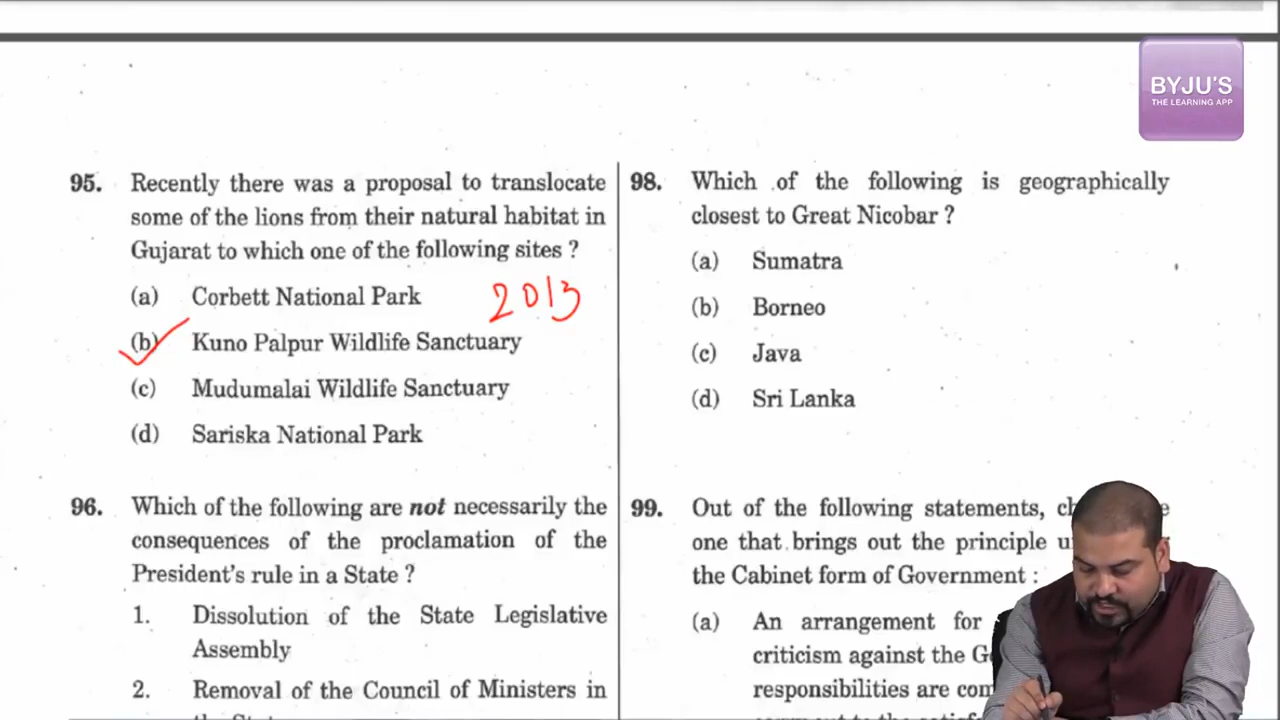 BYJU'S
THE LEARNING APP
95. Recently there was a proposal to translocate
some of the lions from their natural habitat in
Gujarat to which one of the following sites ?
(a) Corbett National Park
2013
(b) Kuno Palpur Wildlife Sanctuary
(c) Mudumalai Wildlife Sanctuary
(d) Sariska National Park
96. Which of the following are not necessarily the
consequences of the proclamation of the
President's rule in a State ?
1. Dissolution of the State Legislative
Assembly
2. Removal of the Council of Ministers in
98. Which of the following is geographically
closest to Great Nicobar ?
(a) Sumatra
(b) Borneo
(c) Java
(d) Sri Lanka
99. Out of the following statements,
one that brings out the principle
the Cabinet form of Government :
(a) An arrangement for
criticism against the
responsibilities are